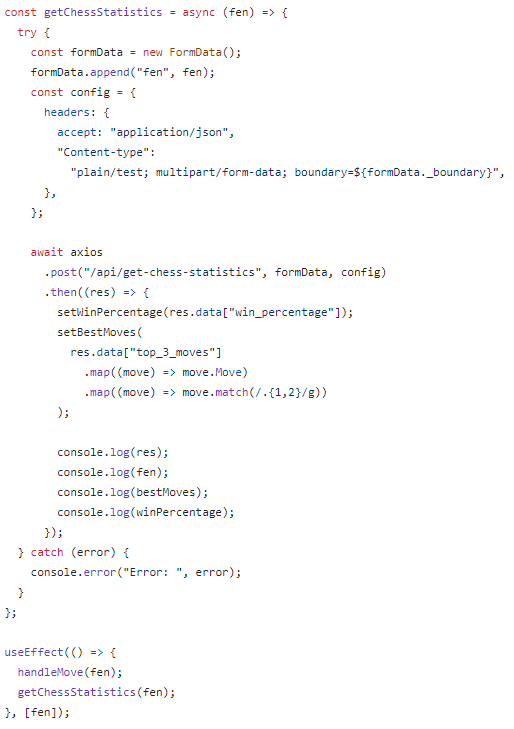 const getChessStatistics = async (fen) => {
  try {
    const formData = new FormData();
    formData.append("fen", fen);
    const config = {
      headers: {
        accept: "application/json",
        "Content-type":
          "plain/test; multipart/form-data; boundary=${formData._boundary}",
      },
    };

    await axios
      .post("/api/get-chess-statistics", formData, config)
      .then((res) => {
        setWinPercentage(res.data["win_percentage"]);
        setBestMoves(
          res.data["top_3_moves"]
            .map((move) => move.Move)
            .map((move) => move.match(/.{1,2}/g))
        );

        console.log(res);
        console.log(fen);
        console.log(bestMoves);
        console.log(winPercentage);
      });
  } catch (error) {
    console.error("Error: ", error);
  }
};

useEffect(() => {
  handleMove(fen);
  getChessStatistics(fen);
}, [fen]);